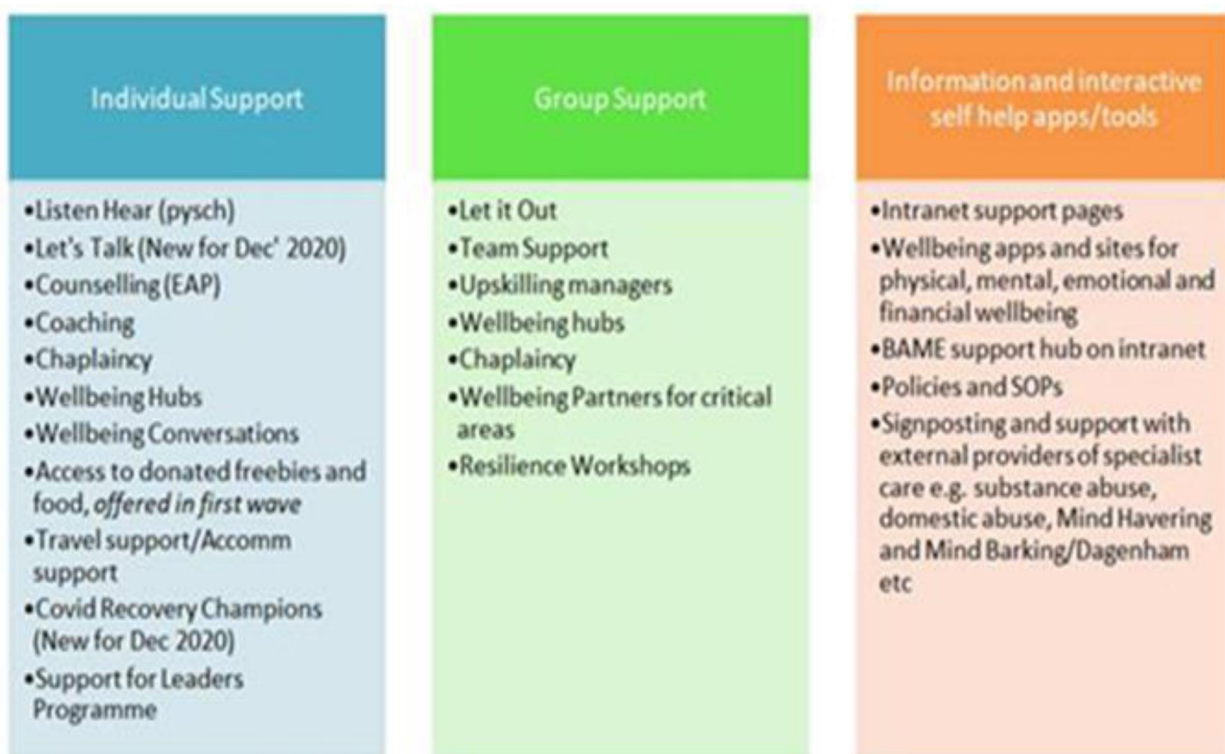 Individual Support
•Listen Hear (pysch)
•Let's Talk (New for Dec' 2020)
•Counselling (EAP)
•Coaching
•Chaplaincy
•Wellbeing Hubs
•Wellbeing Conversations
•Access to donated freebies and
food, offered in first wave
•Travel support/Accomm
support
•Covid Recovery Champions
(New for Dec 2020)
•Support for Leaders
Programme
Group Support
•Let it Out
•Team Support
•Upskilling managers
•Wellbeing hubs
•Chaplaincy
•Wellbeing Partners for critical
areas
•Resilience Workshops
Information and interactive
self help apps/tools
•Intranet support pages
•Wellbeing apps and sites for
physical, mental, emotional and
financial wellbeing
•BAME support hub on intranet
•Policies and SOPs
•Signposting and support with
external providers of specialist
care e.g. substance abuse,
domestic abuse, Mind Havering
and Mind Barking/Dagenham
etc